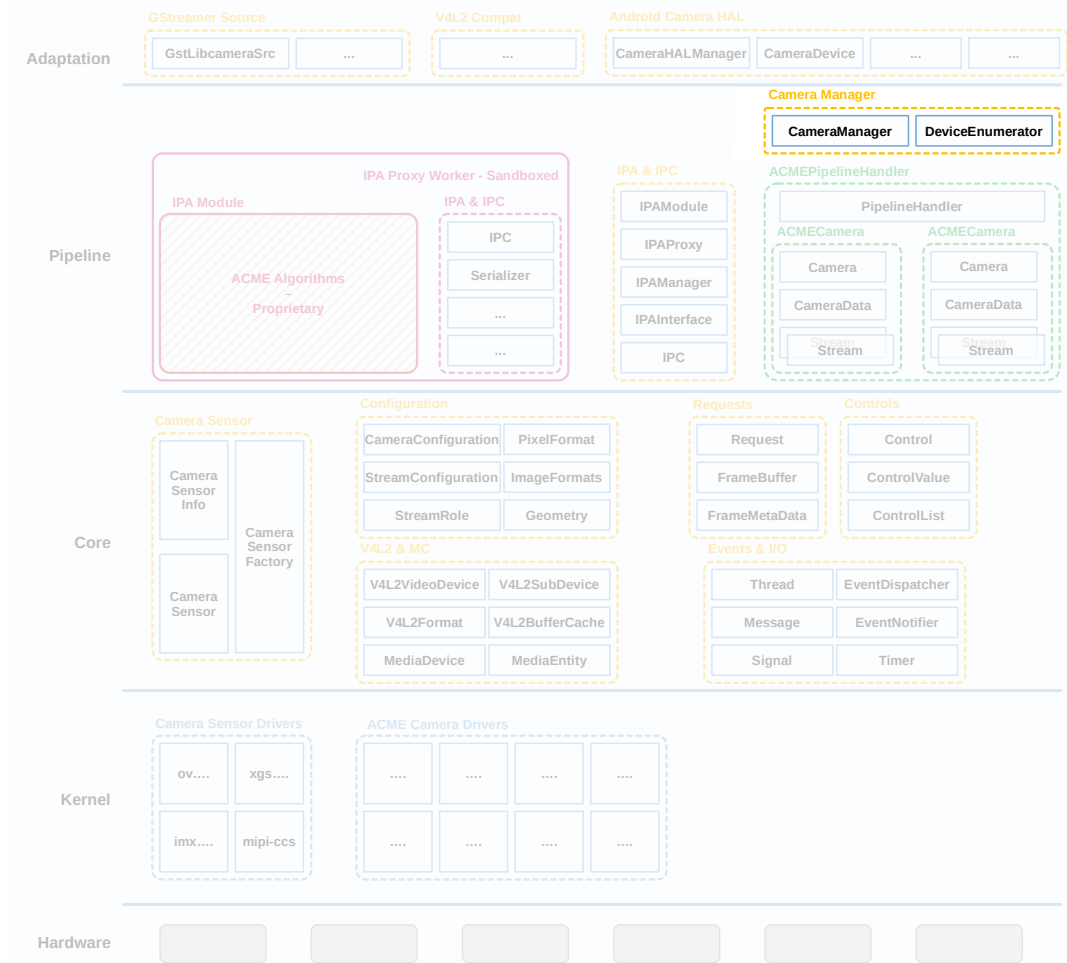 GStreamer Source
V4L2 Compat
Android Camera HAL
Adaptation
GstLibcameraSrc
...
...
CameraHALManager
CameraDevice
...
...
Camera Manager
CameraManager
DeviceEnumerator
Pipeline
IPA Proxy Worker - Sandboxed
IPA Module
ACME Algorithms
–
Proprietary
IPA & IPC
IPC
Serializer
...
...
IPA & IPC
IPAModule
IPAProxy
IPAManager
IPAInterface
IPC
ACMEPipelineHandler
PipelineHandler
ACMECamera
Camera
CameraData
Stream
Stream
ACMECamera
Camera
CameraData
Stream
Stream
Core
Camera Sensor
Camera
Sensor
Info
Camera
Sensor
Camera
Sensor
Factory
Configuration
CameraConfiguration
PixelFormat
StreamConfiguration
ImageFormats
StreamRole
Geometry
Requests
Request
FrameBuffer
FrameMetaData
Controls
Control
ControlValue
ControlList
V4L2 & MC
V4L2VideoDevice
V4L2SubDevice
V4L2Format
V4L2BufferCache
MediaDevice
MediaEntity
Events & I/O
Thread
EventDispatcher
Message
EventNotifier
Signal
Timer
Kernel
Camera Sensor Drivers
ov....
xgs....
imx....
mipi-ccs
ACME Camera Drivers
....
....
....
....
....
....
....
....
Hardware